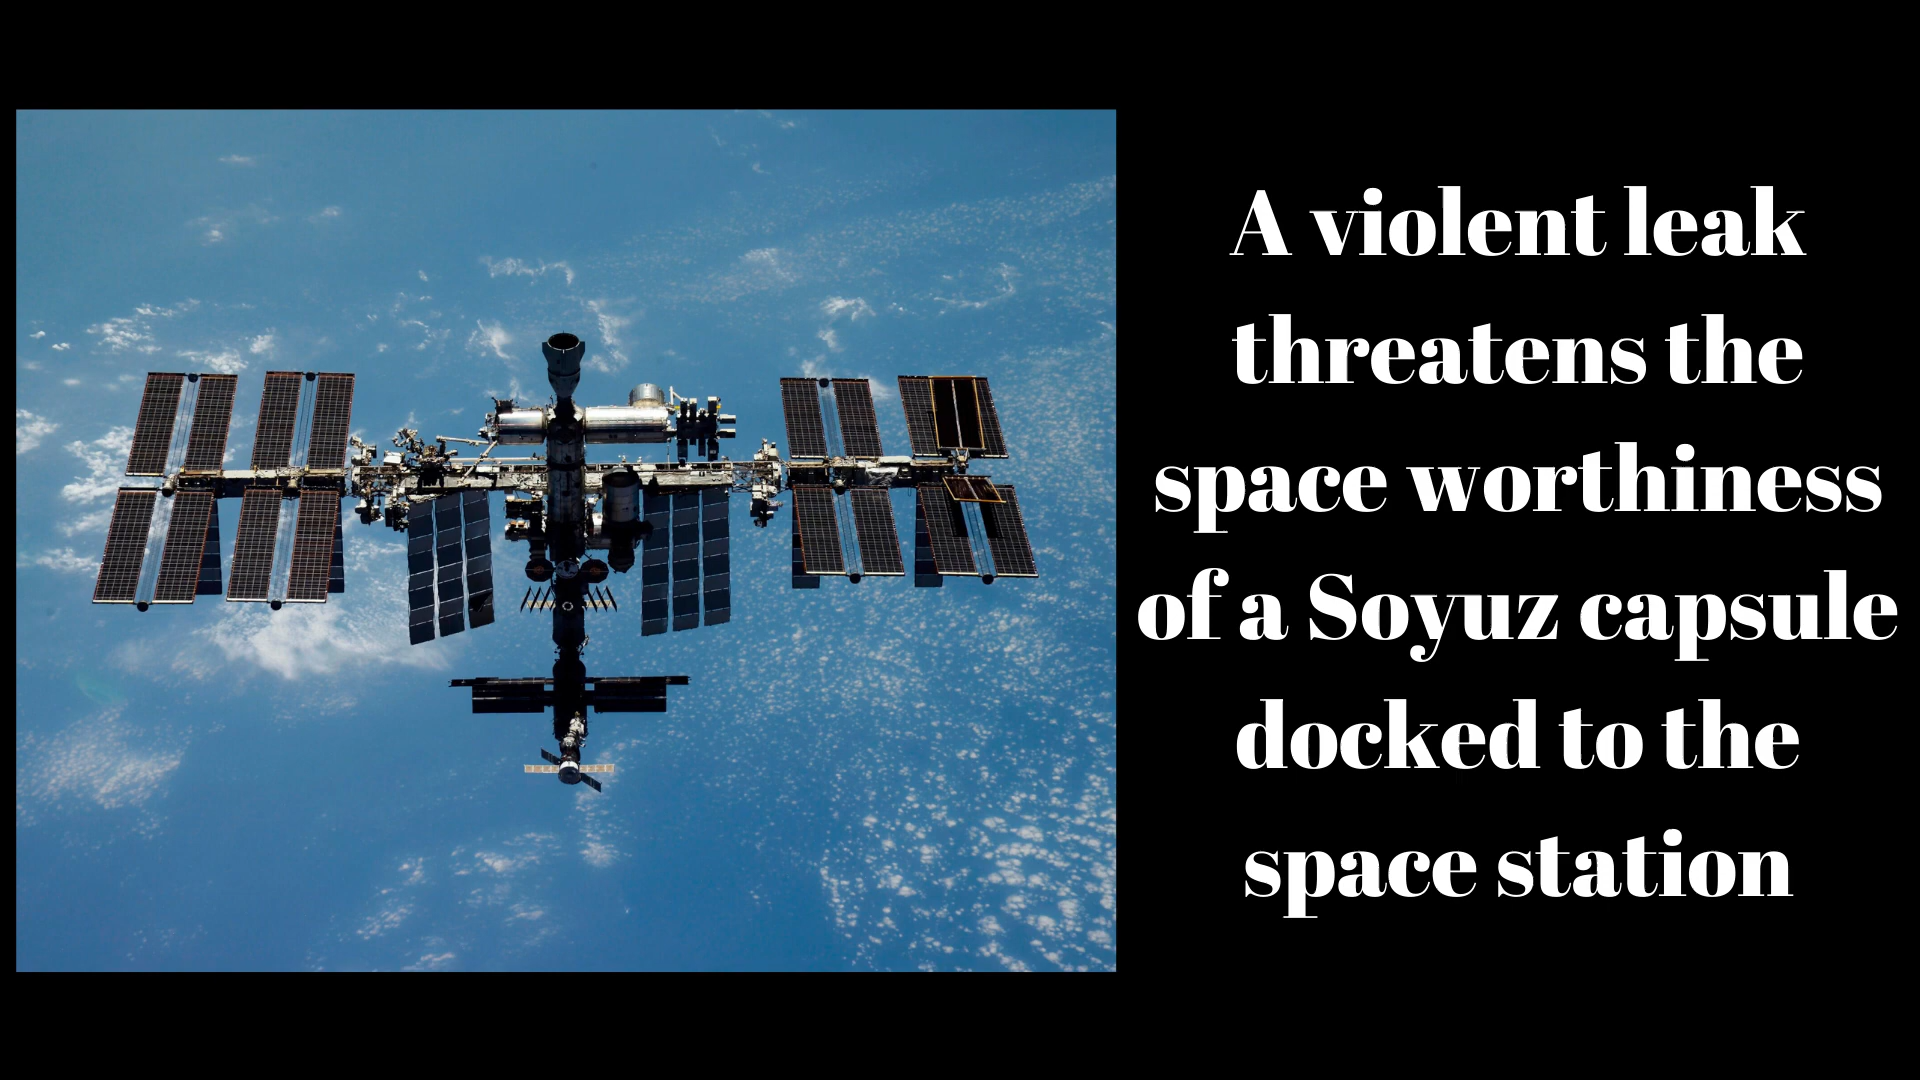 A violent leak
threatens the
space worthiness
of a Soyuz capsule
docked to the
space station